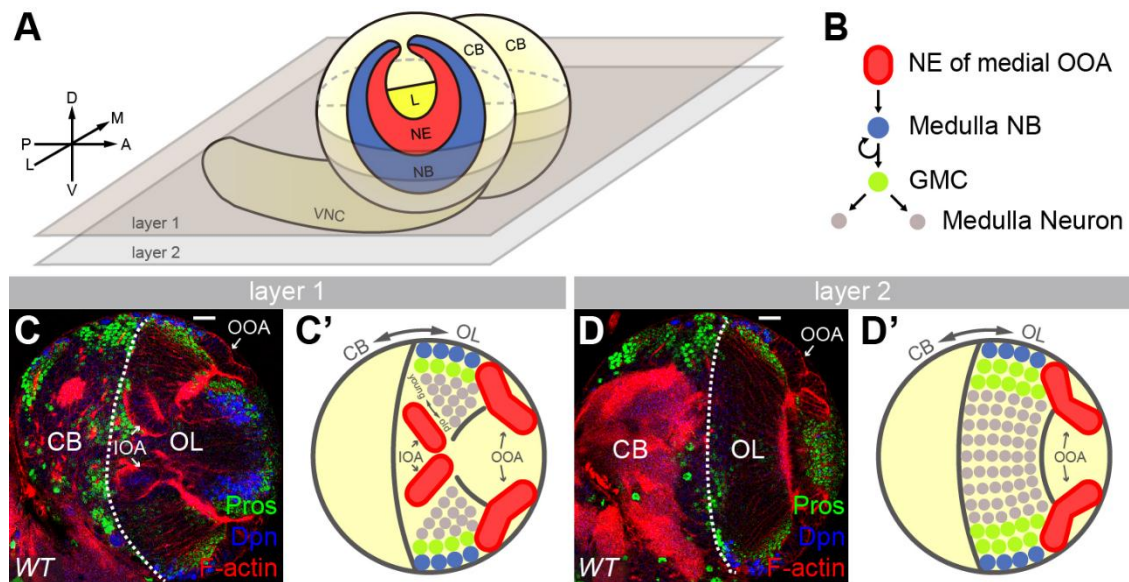 A
CB
CB
L
NE
NB
VNC
D
M
P
A
L
V
layer 1
layer 2
B
NE of medial OOA
Medulla NB
GMC
Medulla Neuron
layer 1
layer 2
C
OOA
IOA
CB
OL
Pros
Dpn
WT
F-actin
C'
CB
OL
young
old
IOA
OOA
D
OOA
CB
OL
Pros
Dpn
WT
F-actin
D'
CB
OL
OOA